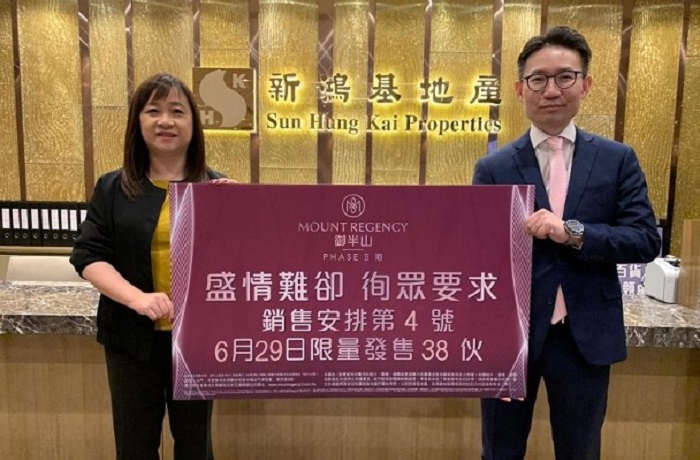 S
K
H.
新鴻基地產
Sun Hung Kai Properties
MOUNT REGENCY
御半山
PHASE II 期
盛情難卻 徇眾要求
銷售安排第 4 號
6月29日限量發售 38 伙